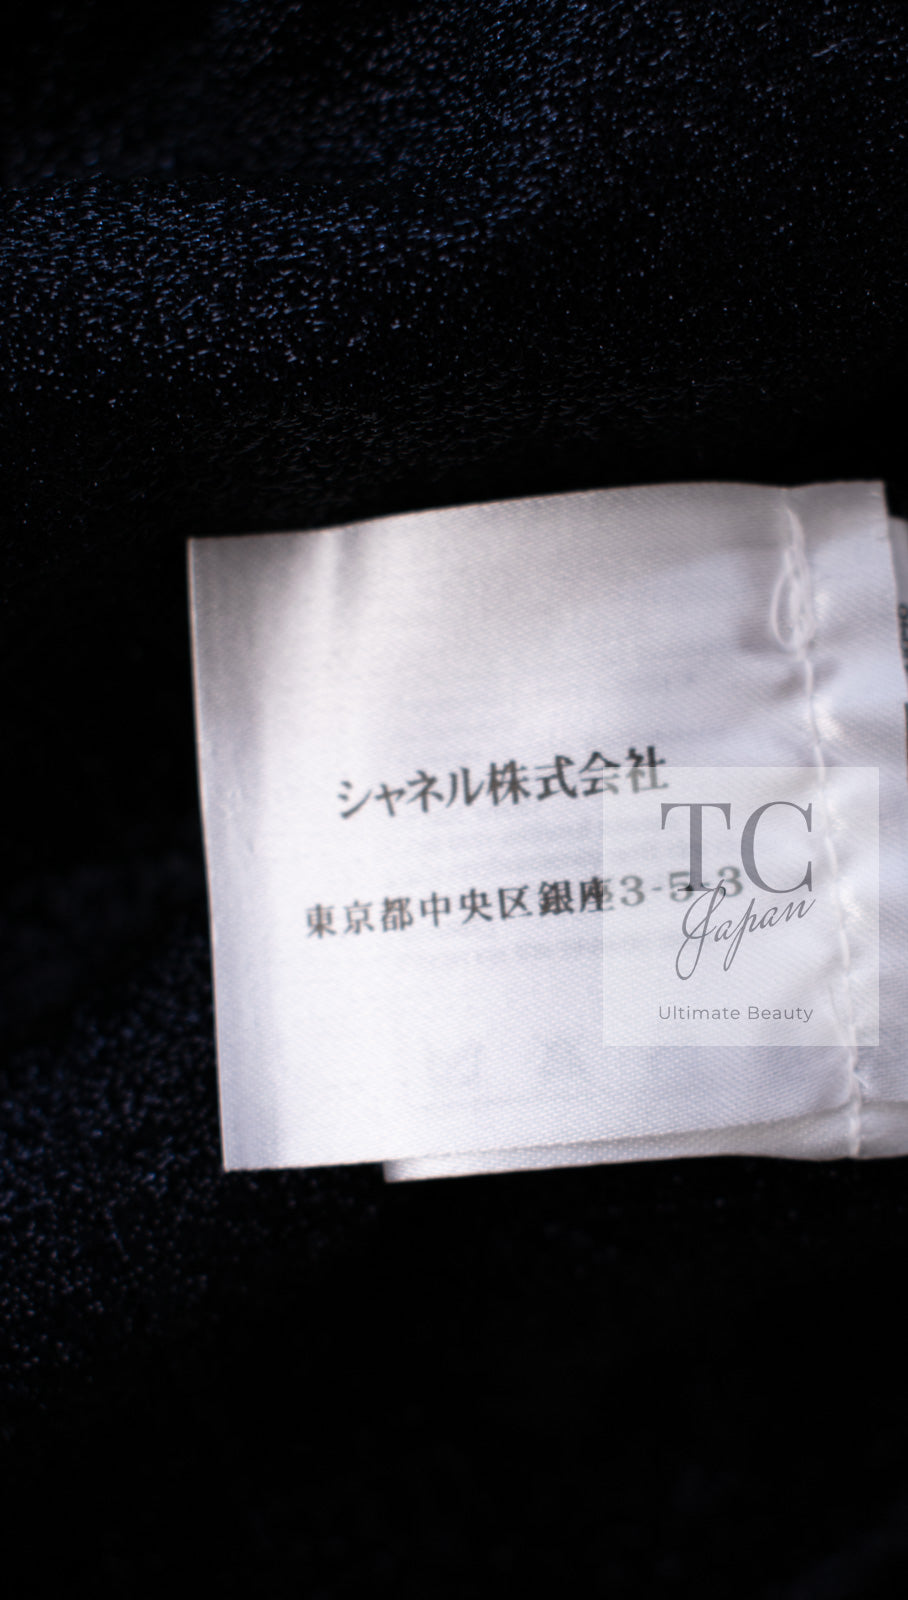 シャネル株式会社
東京都中央区銀座3-5-3
TC
Japan
Ultimate Beauty